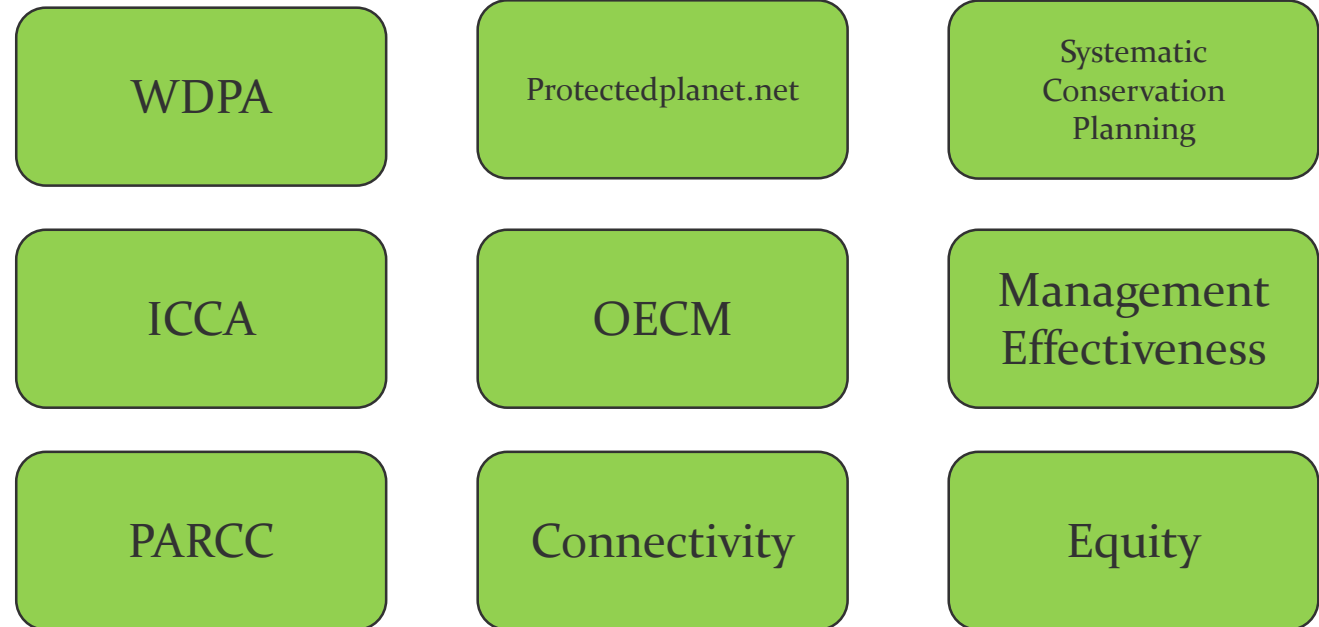 WDPA
Protectedplanet.net
Systematic
Conservation
Planning
ICCA
OECM
Management
Effectiveness
PARCC
Connectivity
Equity